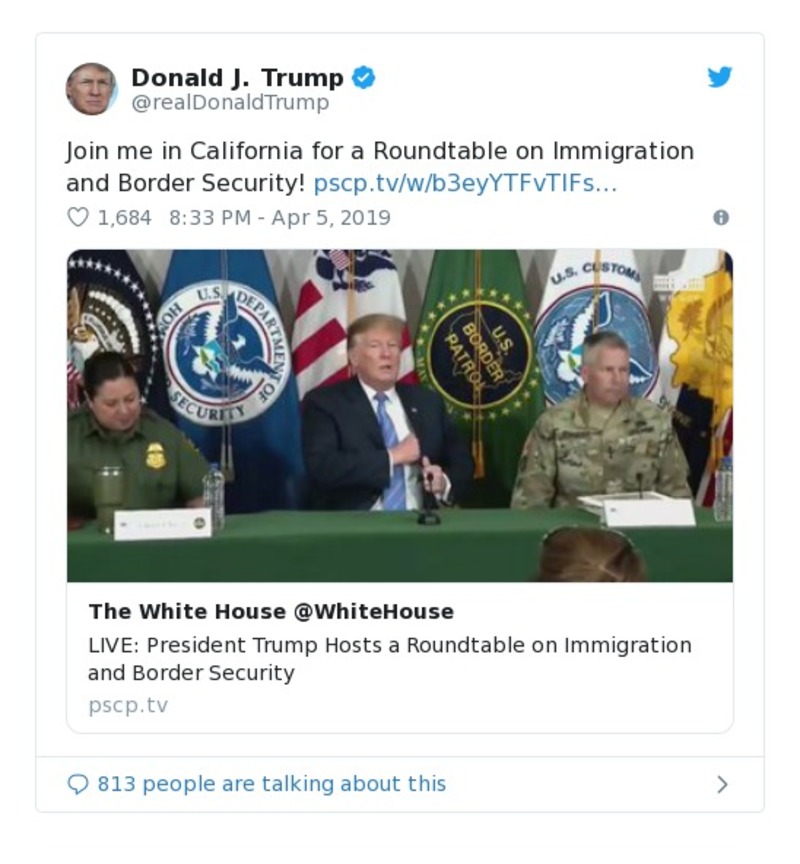 Donald J. Trump
@realDonaldTrump
Join me in California for a Roundtable on Immigration
and Border Security! pscp.tv/w/b3eyYTFvTlFs…
1,684 8:33 PM - Apr 5, 2019
U.S. DEPARTMENT OF
SECURITY
U.S.
BORDER
PATROL
U.S. CUSTOMS
The White House @WhiteHouse
LIVE: President Trump Hosts a Roundtable on Immigration
and Border Security
pscp.tv
813 people are talking about this